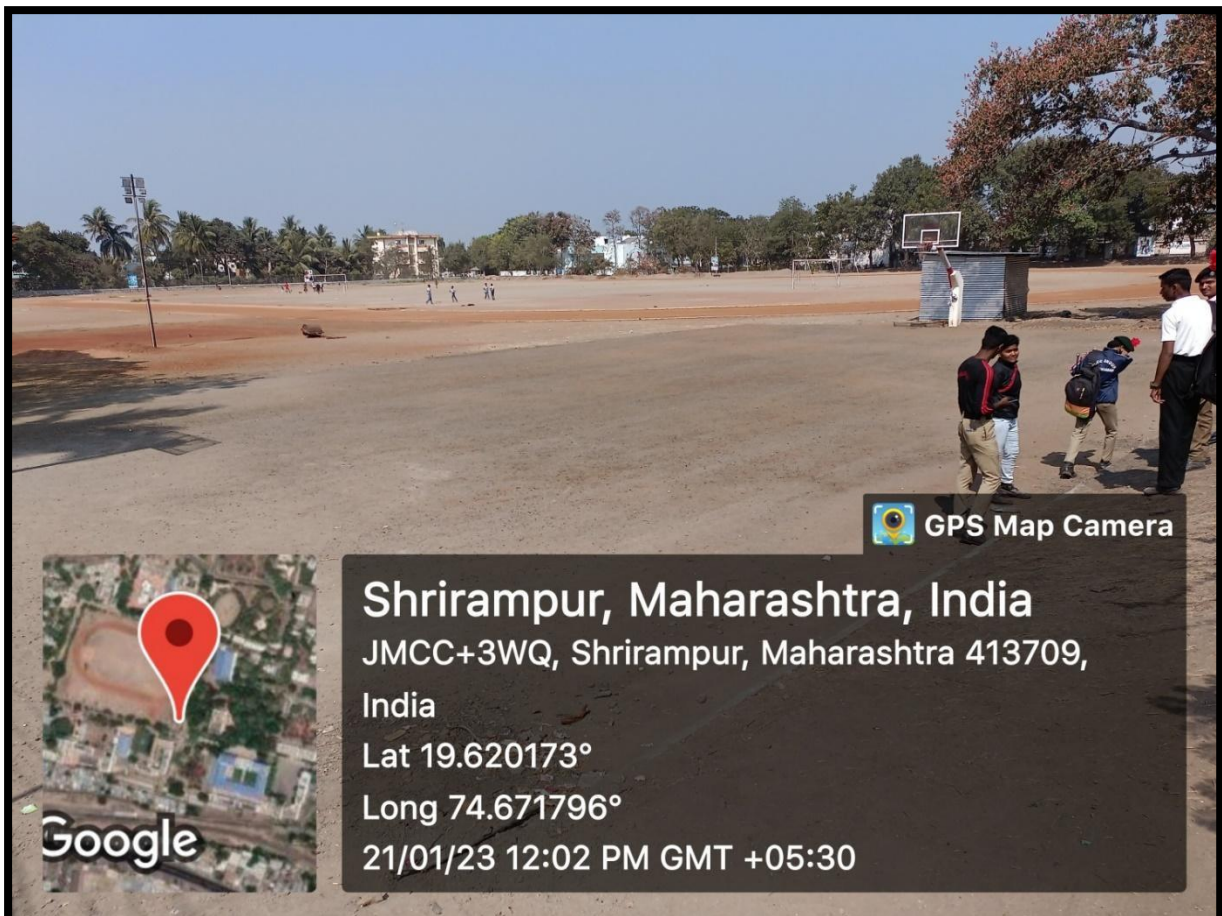 GPS Map Camera
Shrirampur, Maharashtra, India
JMCC+3WQ, Shrirampur, Maharashtra 413709,
India
Lat 19.620173°
Long 74.671796°
21/01/23 12:02 PM GMT +05:30
Google